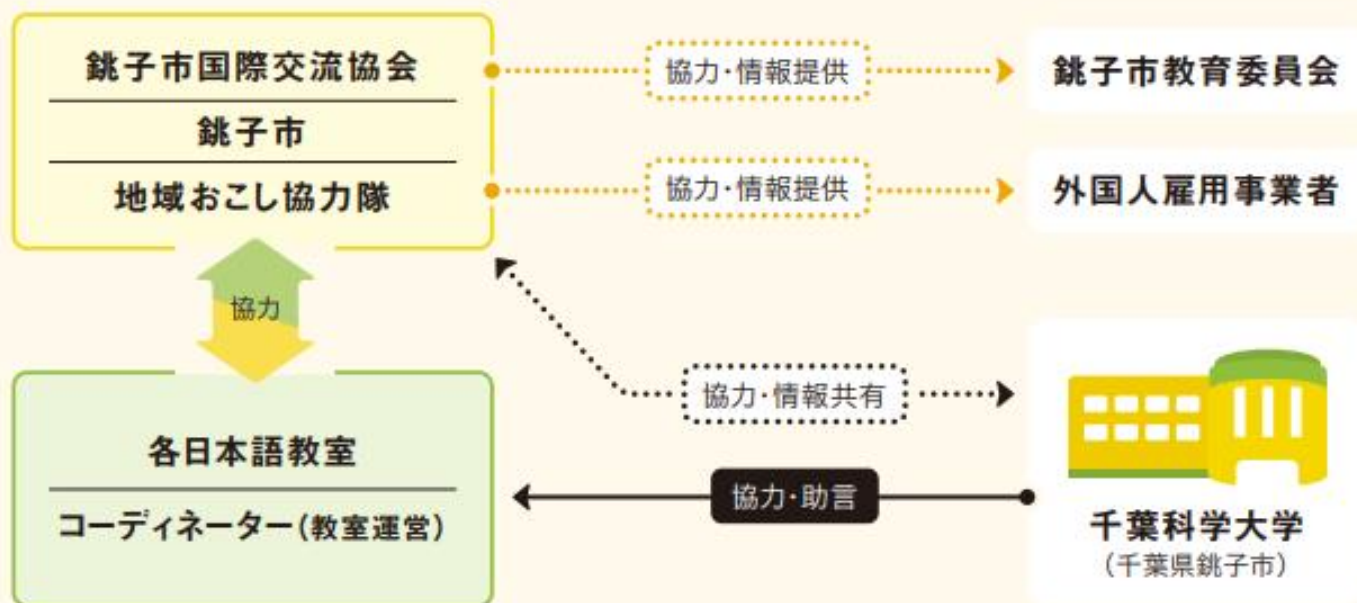 銚子市国際交流協会
銚子市
地域おこし協力隊
協力・情報提供
銚子市教育委員会
協力・情報提供
外国人雇用事業者
協力
協力・情報共有
各日本語教室
コーディネーター(教室運営)
協力・助言
千葉科学大学
(千葉県銚子市)